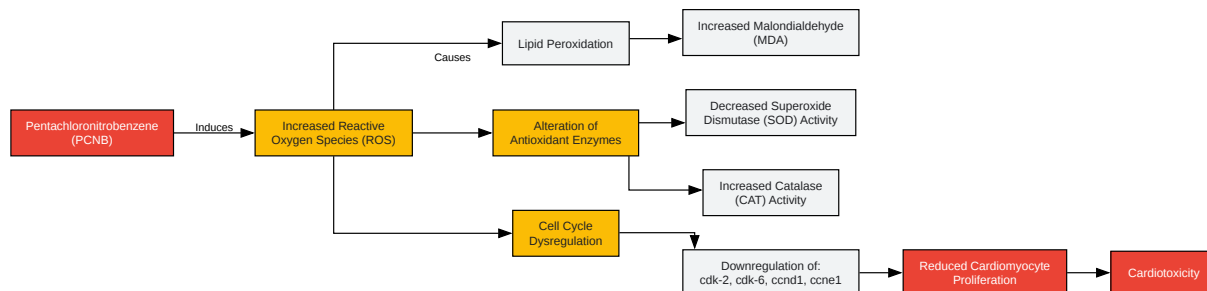 Lipid Peroxidation
Increased Malondialdehyde
(MDA)
Causes
Pentachloronitrobenzene
(PCNB)
Induces
Increased Reactive
Oxygen Species (ROS)
Alteration of
Antioxidant Enzymes
Decreased Superoxide
Dismutase (SOD) Activity
Increased Catalase
(CAT) Activity
Cell Cycle
Dysregulation
Downregulation of:
cdk-2, cdk-6, ccnd1, ccne1
Reduced Cardiomyocyte
Proliferation
Cardiotoxicity